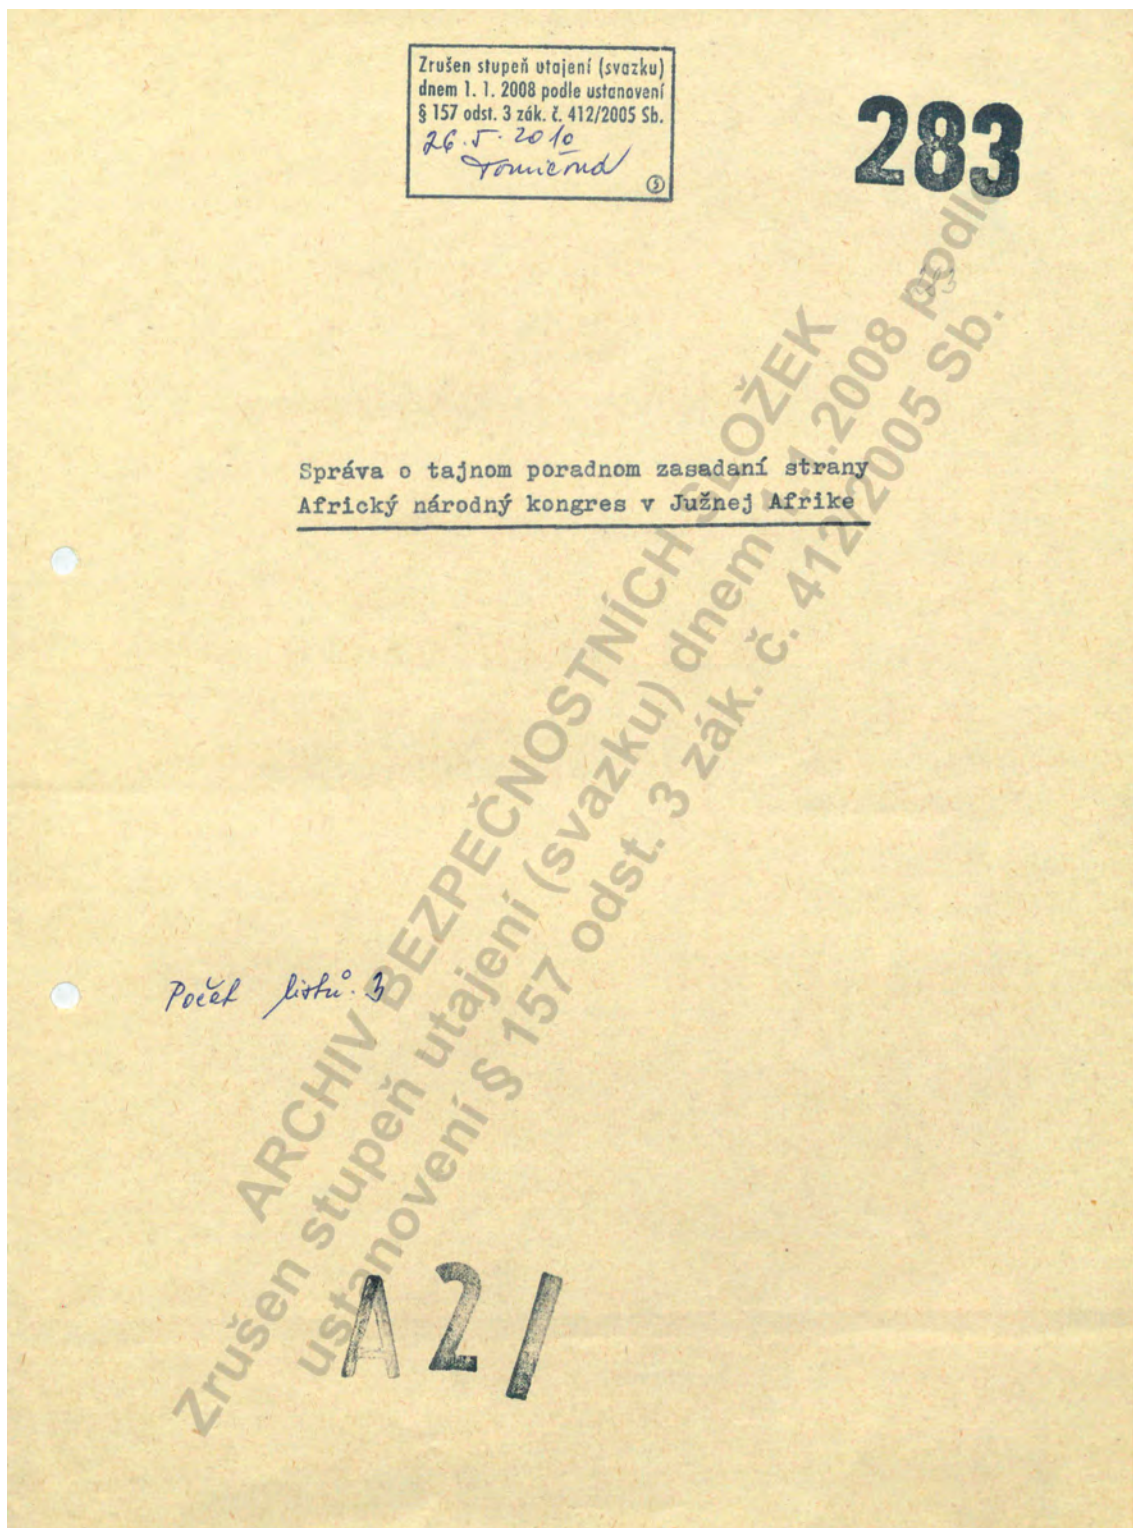 Zrušen stupeň utajení (svazku)
dnem 1. 1. 2008 podle ustanovení
§ 157 odst. 3 zák. č. 412/2005 Sb.
26. 5. 2010
3
283
Správa o tajnom poradnom zasadaní strany
Africký národný kongres v Južnej Afrike
Počet listů. 3
A 2 /
ARCHIV BEZPEČNOSTNÍCH SLOŽEK
Zrušen stupeň utajení (svazku) dnem 1.1.2008 podle
ustanovení § 157 odst. 3 zák. č. 412/2005 Sb.